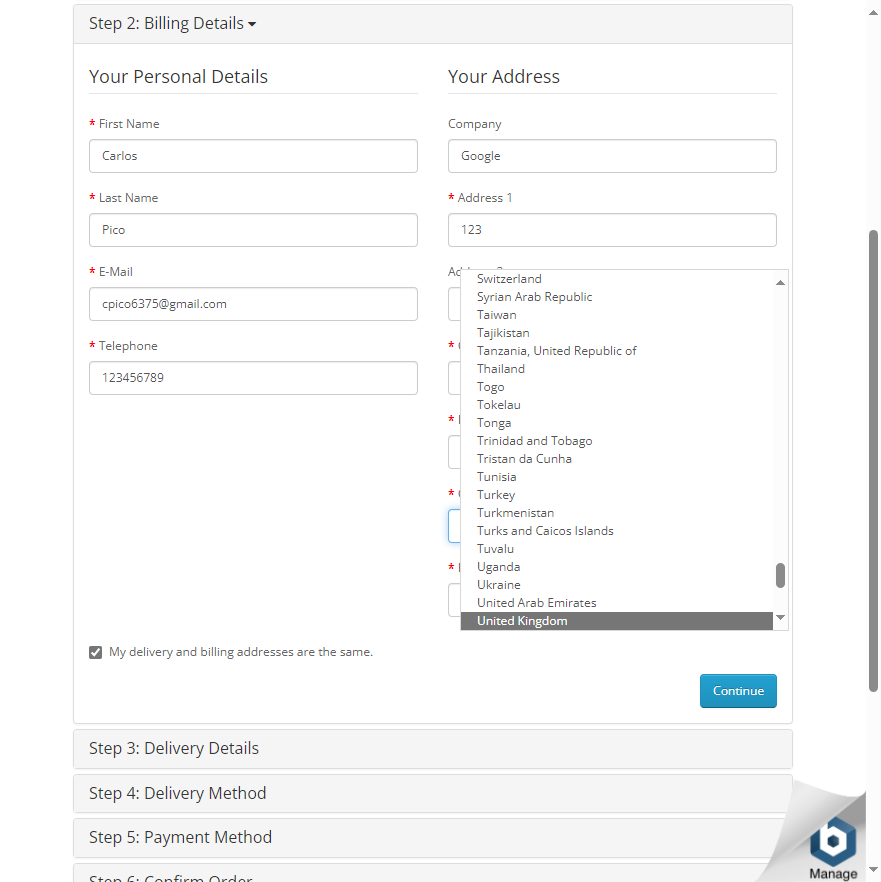 Step 2: Billing Details
Your Personal Details
* First Name
Carlos
* Last Name
Pico
* E-Mail
cpico6375@gmail.com
* Telephone
123456789
Your Address
Company
Google
* Address 1
123
*
*
*
*
Switzerland
Syrian Arab Republic
Taiwan
Tajikistan
Tanzania, United Republic of
Thailand
Togo
Tokelau
Tonga
Trinidad and Tobago
Tristan da Cunha
Tunisia
Turkey
Turkmenistan
Turks and Caicos Islands
Tuvalu
Uganda
Ukraine
United Arab Emirates
United Kingdom
My delivery and billing addresses are the same.
Continue
Step 3: Delivery Details
Step 4: Delivery Method
Step 5: Payment Method
Step 6: Confirm Order
Manage